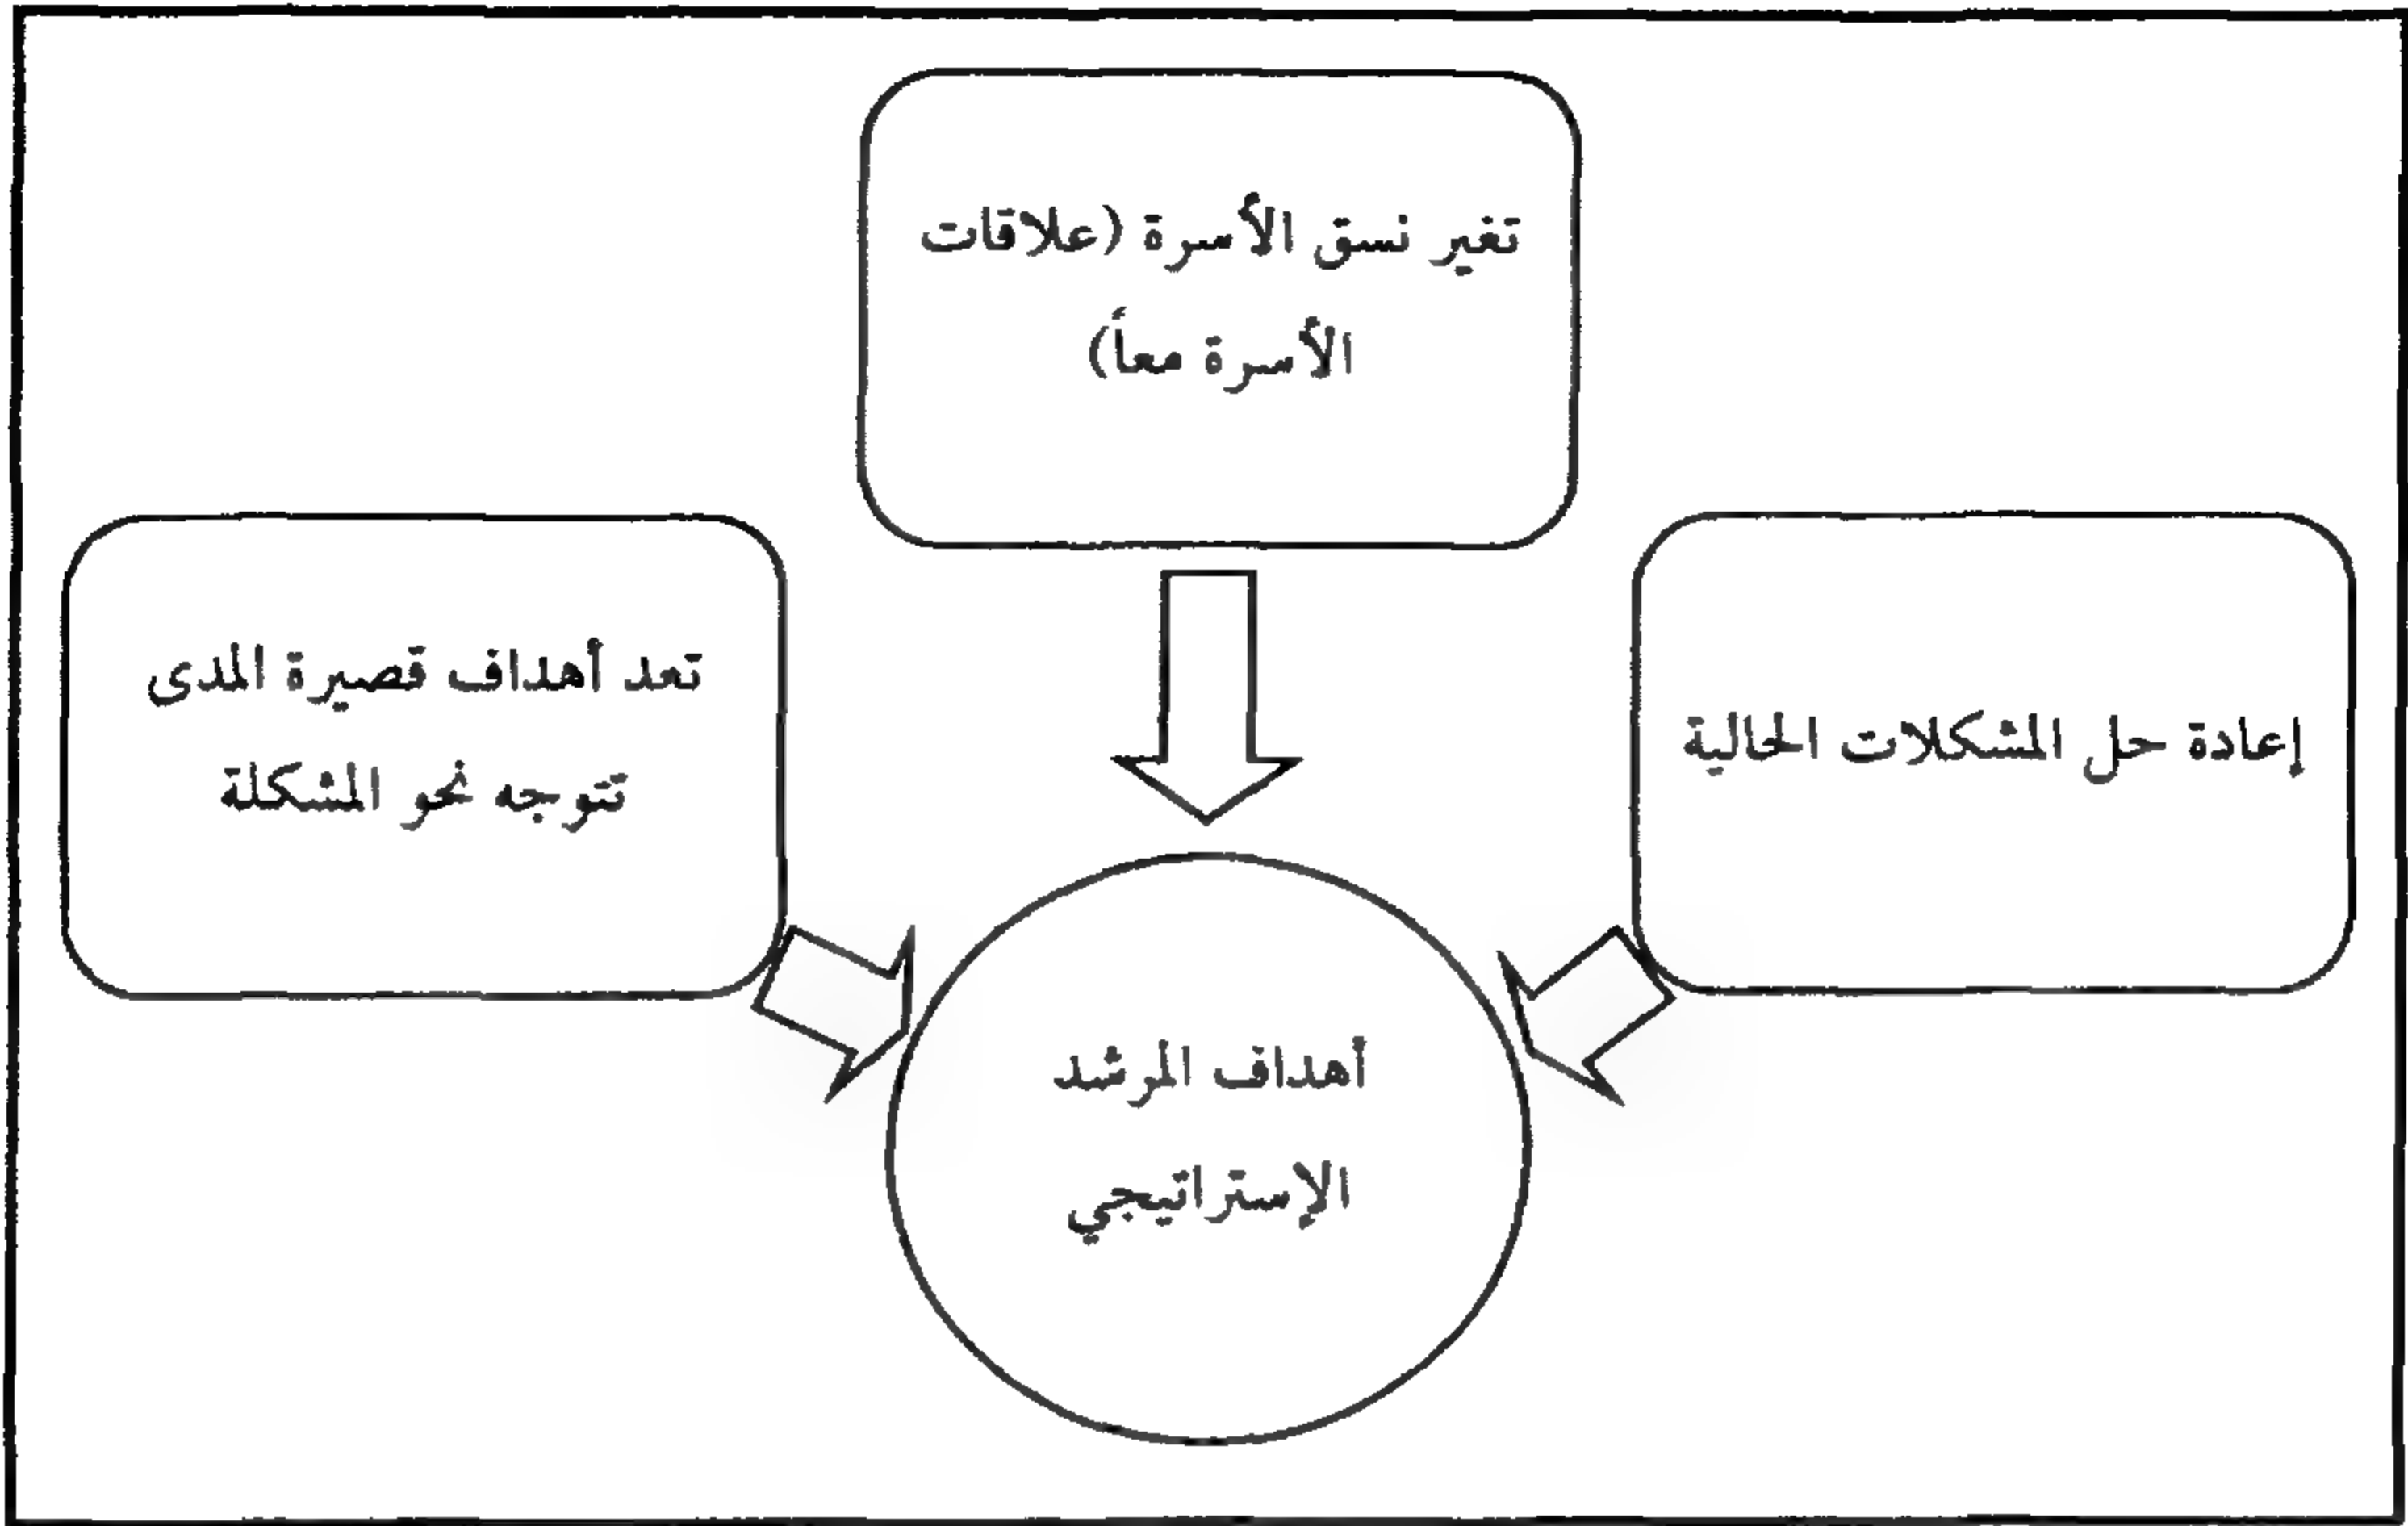 تغير نسق الأسرة (علاقات
الأسرة معاً)
إعادة حل المشكلات الحالية
تعد أهداف قصيرة المدى
تتوجه نحو المشكلة
أهداف المرشد
الإستراتيجي